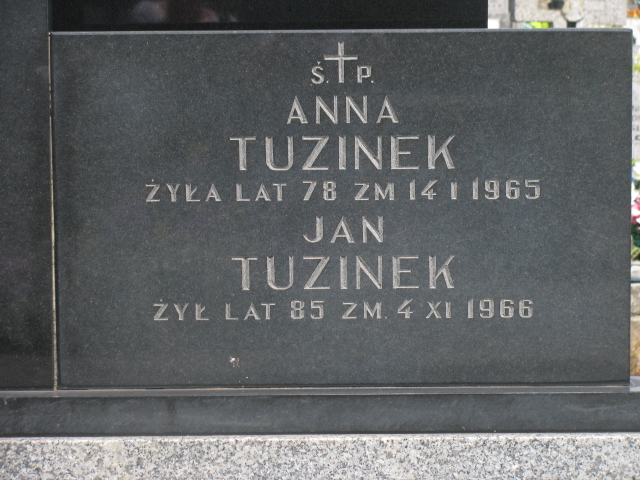 Ś. P.
ANNA
TUZINEK
ŻYŁA LAT 78 ZM 14 I 1965
JAN
TUZINEK
ŻYŁ LAT 85 ZM. 4 XI 1966